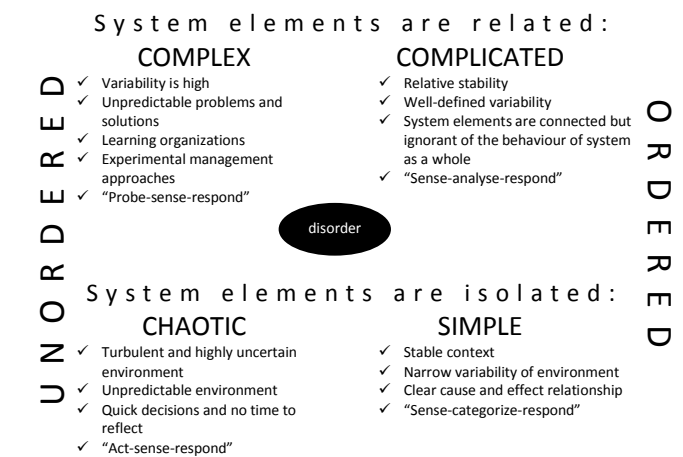 System elements are related:
COMPLEX
✓ Variability is high
✓ Unpredictable problems and
solutions
✓ Learning organizations
✓ Experimental management
approaches
✓ “Probe-sense-respond”
COMPLICATED
✓ Relative stability
✓ Well-defined variability
✓ System elements are connected but
ignorant of the behaviour of system
as a whole
✓ “Sense-analyse-respond”
UNORDERED
ORDERED
disorder
System elements are isolated:
CHAOTIC
✓ Turbulent and highly uncertain
environment
✓ Unpredictable environment
✓ Quick decisions and no time to
reflect
✓ “Act-sense-respond”
SIMPLE
✓ Stable context
✓ Narrow variability of environment
✓ Clear cause and effect relationship
✓ “Sense-categorize-respond”